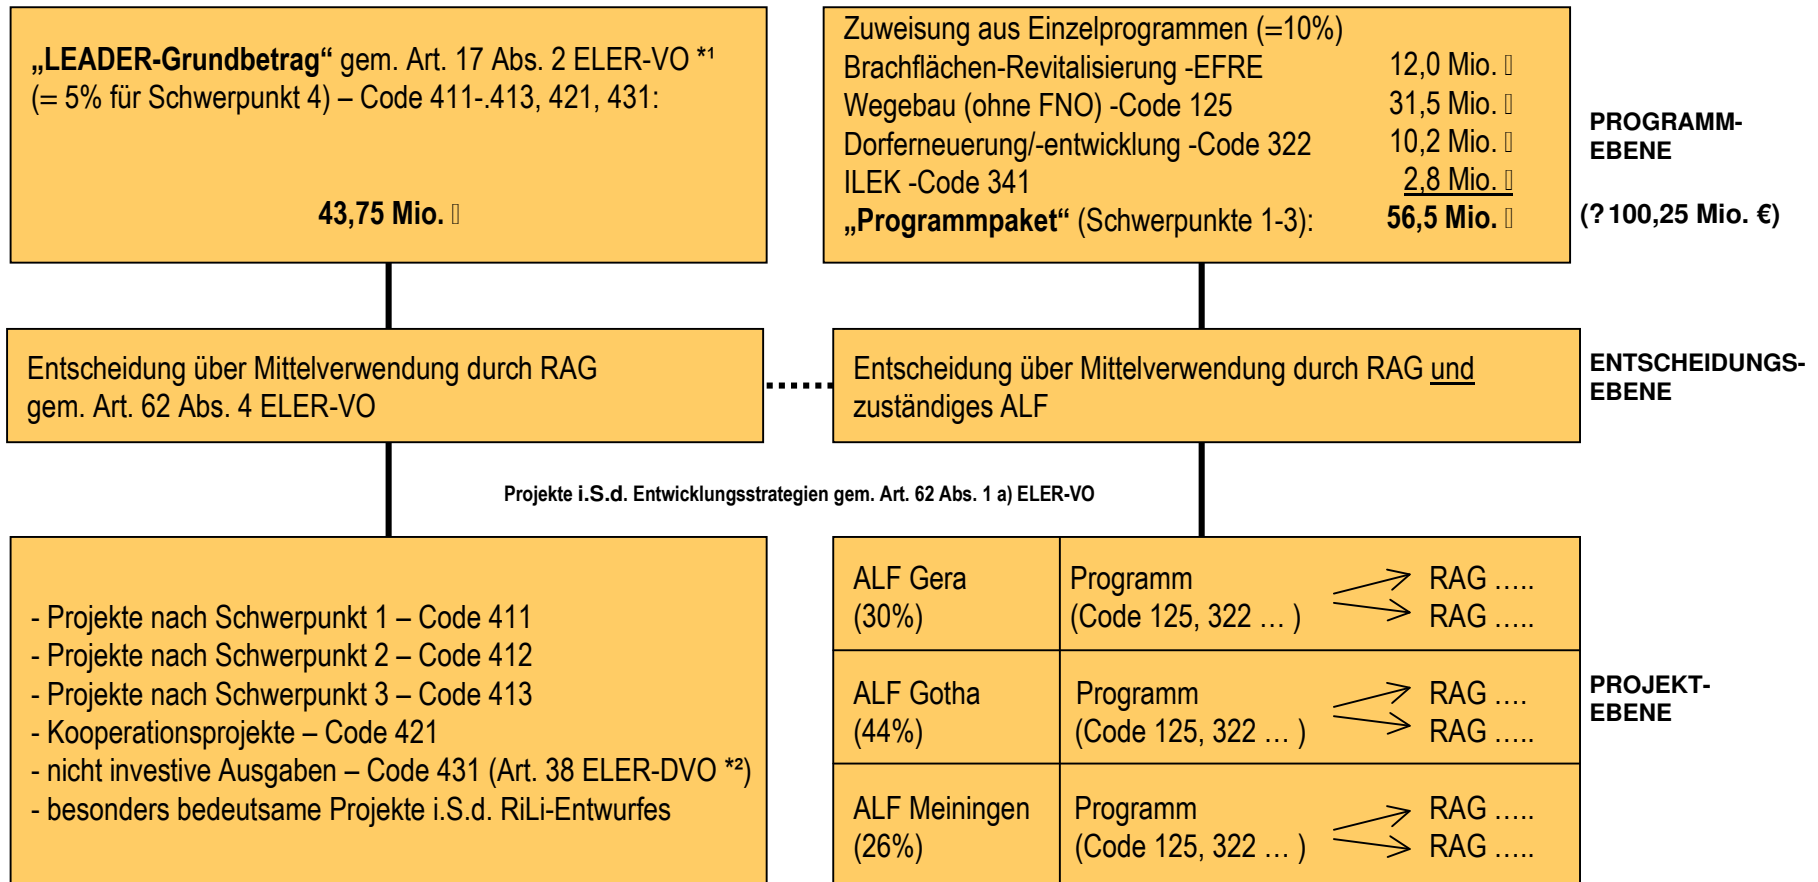 „LEADER-Grundbetrag“ gem. Art. 17 Abs. 2 ELER-VO *¹
(= 5% für Schwerpunkt 4) – Code 411-.413, 421, 431:
43,75 Mio. ▯
Zuweisung aus Einzelprogrammen (=10%)
Brachflächen-Revitalisierung -EFRE 12,0 Mio. ▯
Wegebau (ohne FNO) -Code 125 31,5 Mio. ▯
Dorferneuerung/-entwicklung -Code 322 10,2 Mio. ▯
ILEK -Code 341 2,8 Mio. ▯
„Programmpaket“ (Schwerpunkte 1-3): 56,5 Mio. ▯
PROGRAMM-
EBENE
(? 100,25 Mio. €)
Entscheidung über Mittelverwendung durch RAG
gem. Art. 62 Abs. 4 ELER-VO
Entscheidung über Mittelverwendung durch RAG und
zuständiges ALF
ENTSCHEIDUNGS-
EBENE
Projekte i.S.d. Entwicklungsstrategien gem. Art. 62 Abs. 1 a) ELER-VO
- Projekte nach Schwerpunkt 1 – Code 411
- Projekte nach Schwerpunkt 2 – Code 412
- Projekte nach Schwerpunkt 3 – Code 413
- Kooperationsprojekte – Code 421
- nicht investive Ausgaben – Code 431 (Art. 38 ELER-DVO *²)
- besonders bedeutsame Projekte i.S.d. RiLi-Entwurfes
ALF Gera Programm RAG …..
(30%) (Code 125, 322 … ) RAG …..
ALF Gotha Programm RAG ….
(44%) (Code 125, 322 … ) RAG …..
ALF Meiningen Programm RAG …..
(26%) (Code 125, 322 … ) RAG …..
PROJEKT-
EBENE